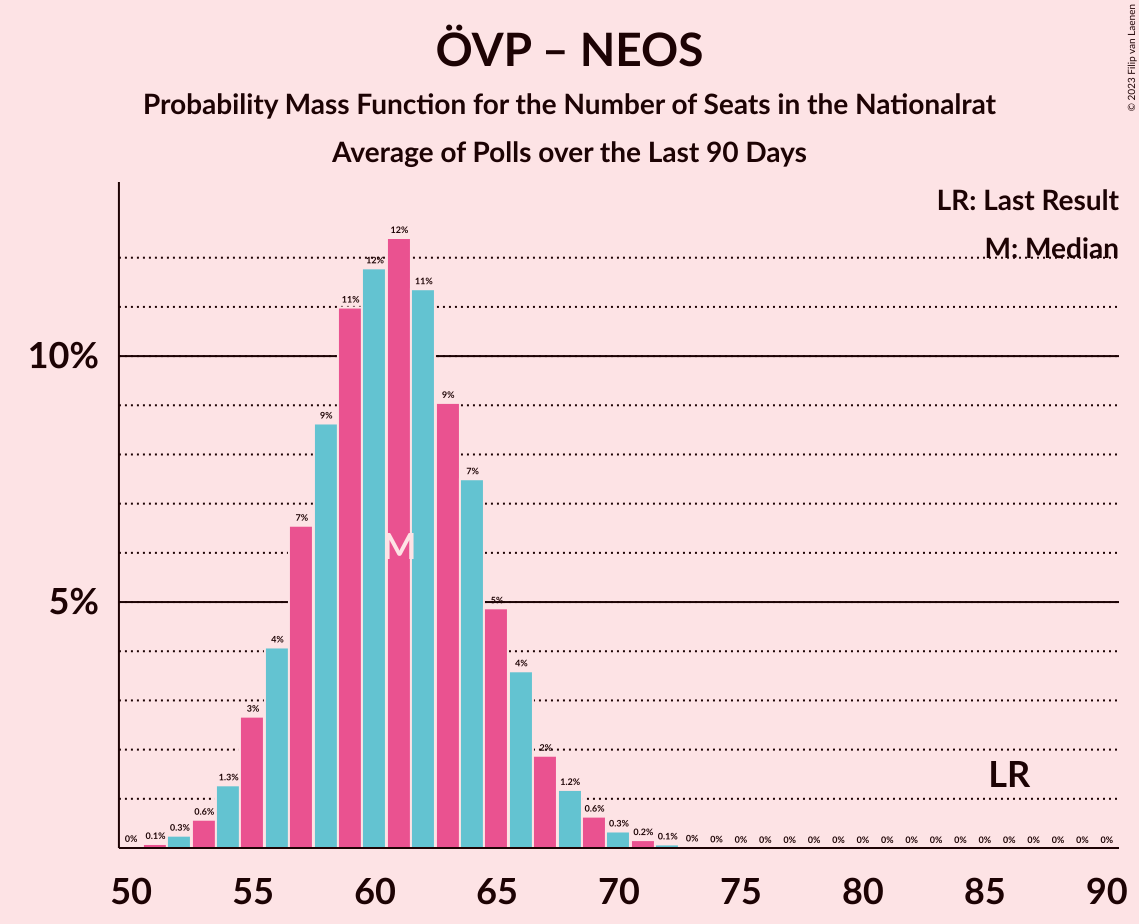 ÖVP – NEOS
Probability Mass Function for the Number of Seats in the Nationalrat
Average of Polls over the Last 90 Days
© 2023 Filip van Laenen
LR: Last Result
M: Median
10%
5%
0% 0.1% 0.3% 0.6% 1.3% 3% 4% 7% 9% 11% 12% 12% 11% 9% 7% 5% 4% 2% 1.2% 0.6% 0.3% 0.2% 0.1% 0% 0% 0% 0% 0% 0% 0% 0% 0% 0% 0% 0% 0% 0% 0% 0% 0% 0%
M
LR
50 55 60 65 70 75 80 85 90